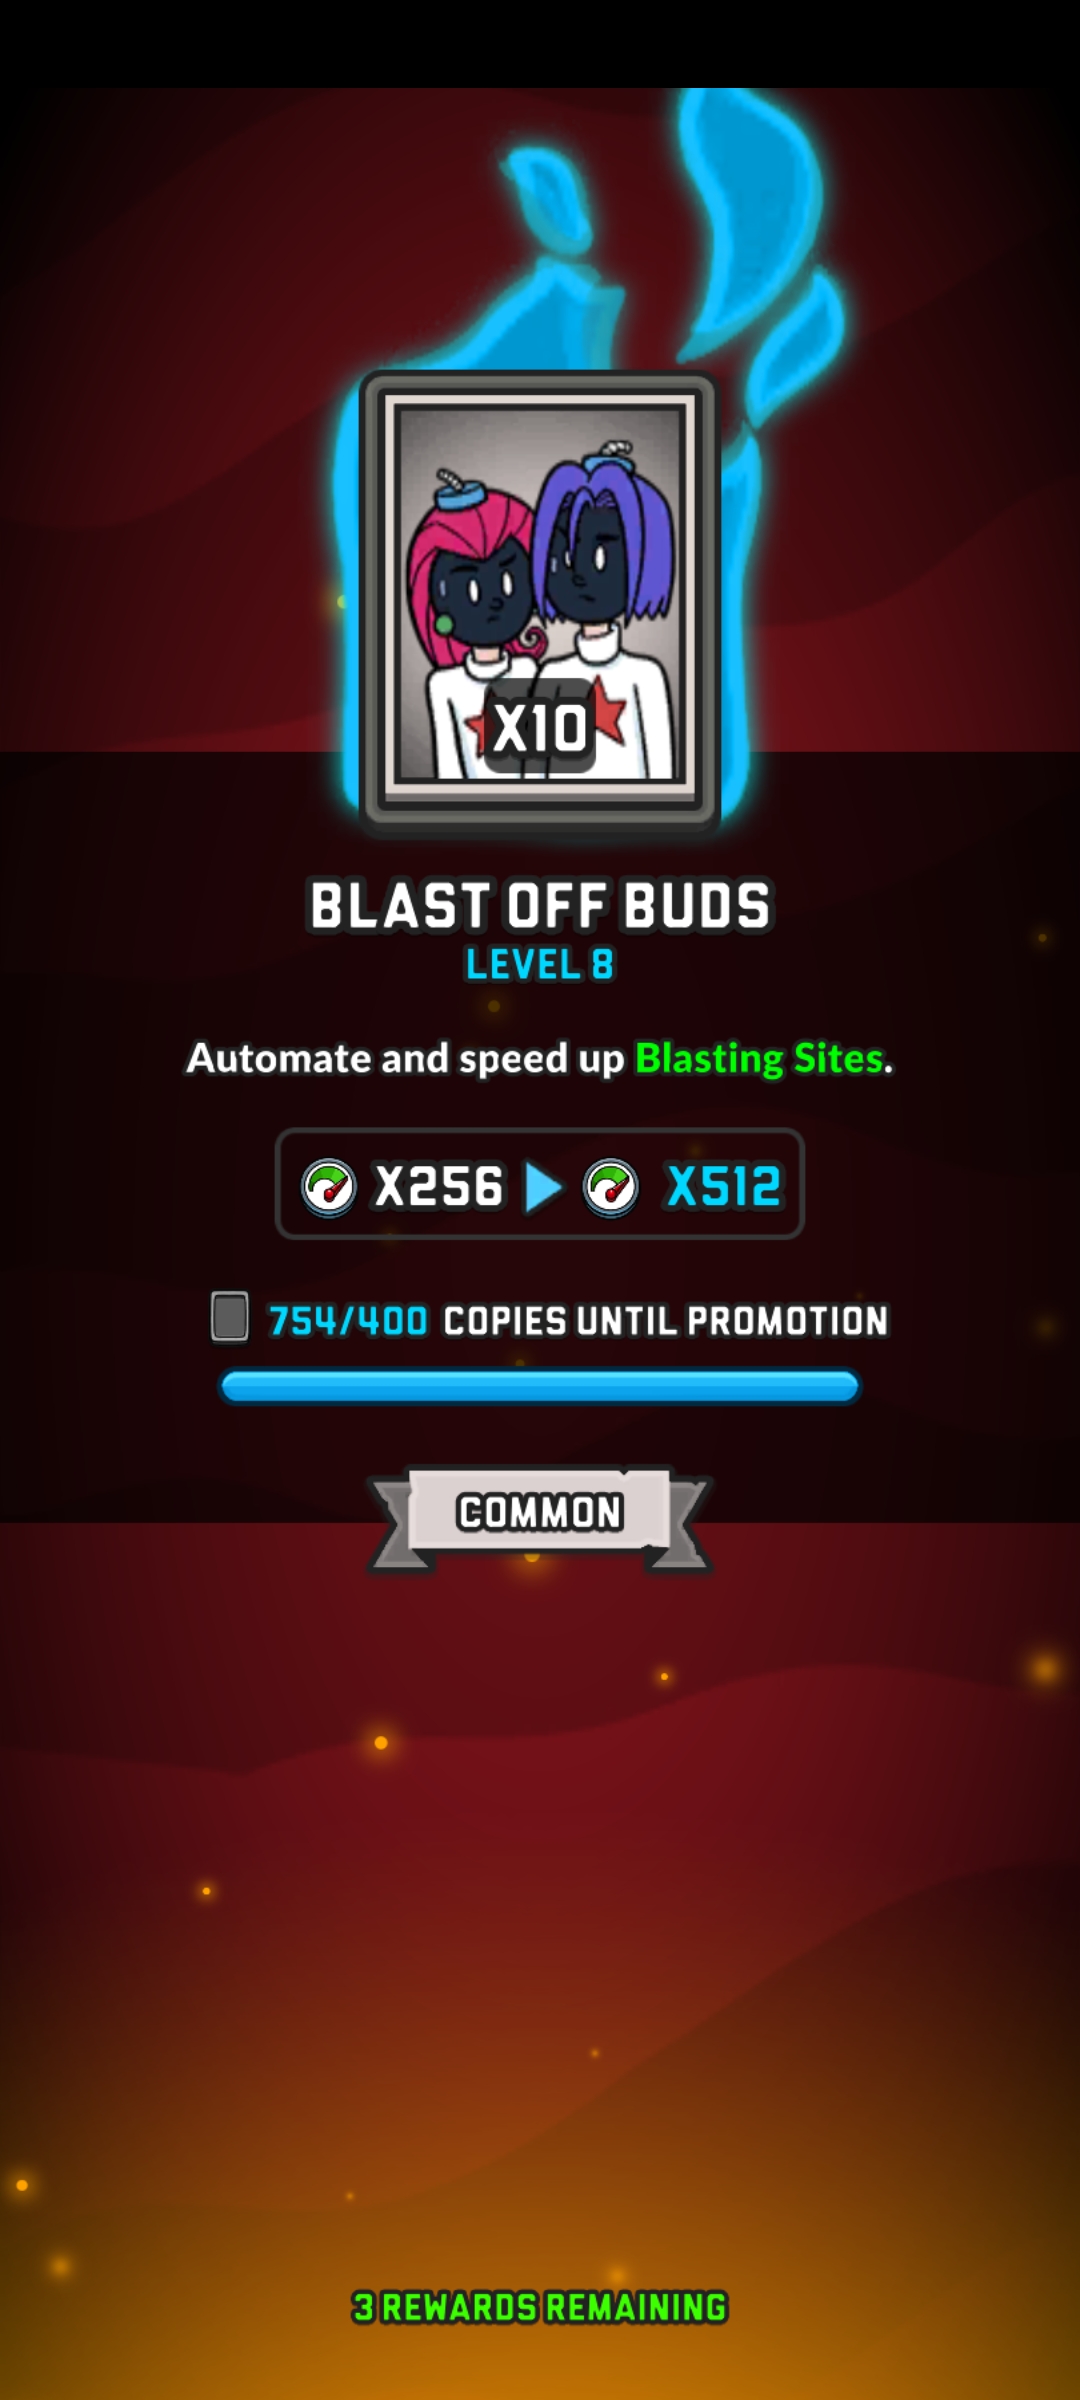 X10
BLAST OFF BUDS
LEVEL 8
Automate and speed up Blasting Sites.
X256 X512
754/400 COPIES UNTIL PROMOTION
COMMON
3 REWARDS REMAINING